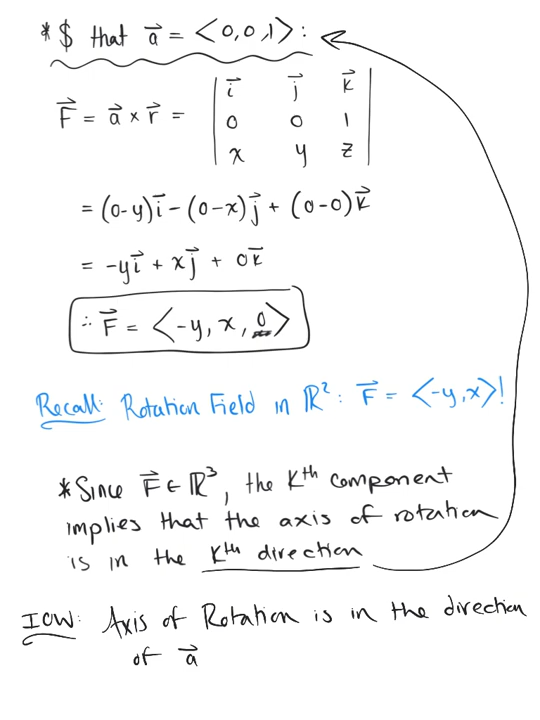 *$ that a⃗ = <0,0,1>:
F⃗ = a⃗ × r⃗ = | i⃗ j⃗ k⃗ |
| 0 0 1 |
| x y z |
= (0-y)i⃗ - (0-x)j⃗ + (0-0)k⃗
= -yi⃗ + xj⃗ + 0k⃗
∴ F⃗ = <-y, x, 0>
Recall: Rotation Field in ℝ²: F⃗ = <-y,x>!
*Since F⃗ ∈ ℝ³, the Kth component
implies that the axis of rotation
is in the Kth direction
IOW: Axis of Rotation is in the direction
of a⃗